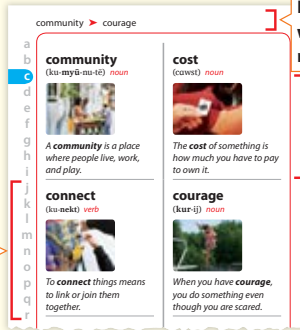 community ➤ courage
a
b
c
d
e
f
g
h
i
j
k
l
m
n
o
p
q
r
community
(ku-myū-nu-tē) noun
A community is a place
where people live, work,
and play.
connect
(ku-nekt) verb
To connect things means
to link or join them
together.
cost
(cawst) noun
The cost of something is
how much you have to pay
to own it.
courage
(kur-ij) noun
When you have courage,
you do something even
though you are scared.